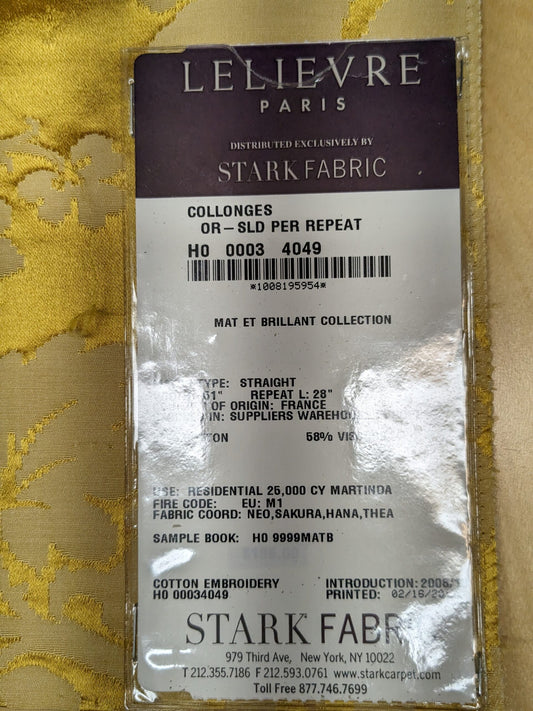 LELIEVRE
PARIS
DISTRIBUTED EXCLUSIVELY BY
STARK FABRIC
COLLONGES
OR-SLD PER REPEAT
H0 0003 4049
*1008195954*
MAT ET BRILLANT COLLECTION
TYPE: STRAIGHT
REPEAT L: 28"
OF ORIGIN: FRANCE
SUPPLIERS WAREHOU
58% VIS
USE: RESIDENTIAL 25,000 CY MARTINDA
FIRE CODE: EU: M1
FABRIC COORD: NEO,SAKURA,HANA,THEA
SAMPLE BOOK: H0 9999MATB
COTTON EMBROIDERY INTRODUCTION:
H0 00034049 PRINTED: 02/16/20
STARK FABRI
979 Third Ave, New York, NY 10022
T 212.355.7186 F 212.593.0761 www.starkcarpet.com
Toll Free 877.746.7699